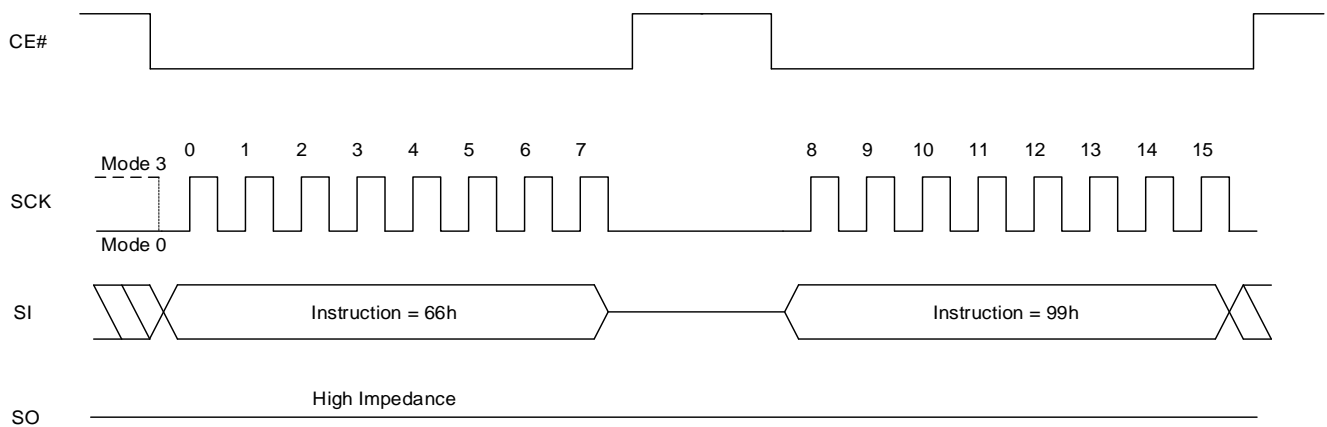 CE#
0 1 2 3 4 5 6 7 8 9 10 11 12 13 14 15
Mode 3
SCK
Mode 0
SI
Instruction = 66h
Instruction = 99h
High Impedance
SO